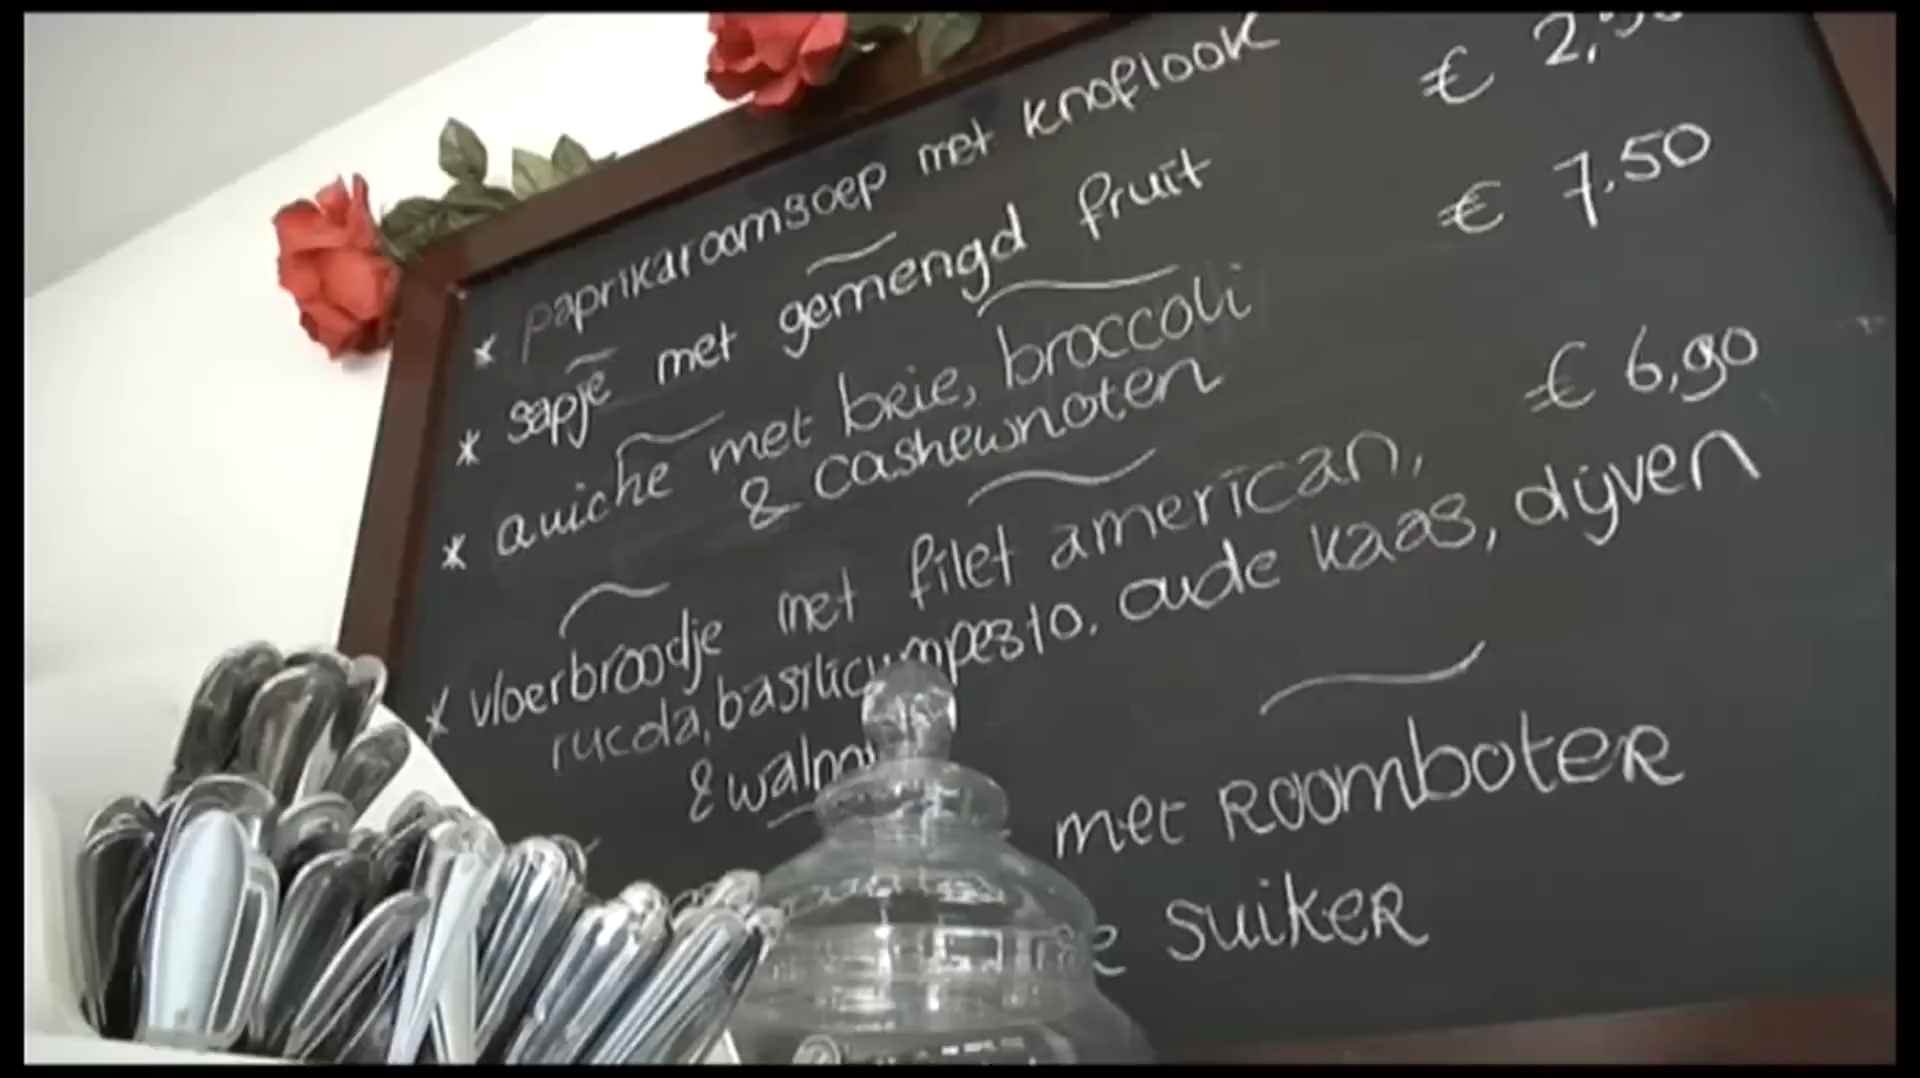 * paprikaroomsoep met knoflook
€ 2,
* sapje met gemengd fruit € 7.50
* quiche met brie, broccoli
& cashewnoten € 6,90
* vloerbroodje met filet american,
rucola, basilicumpesto, oude kaas, olijven
&
met Roomboter
suiker